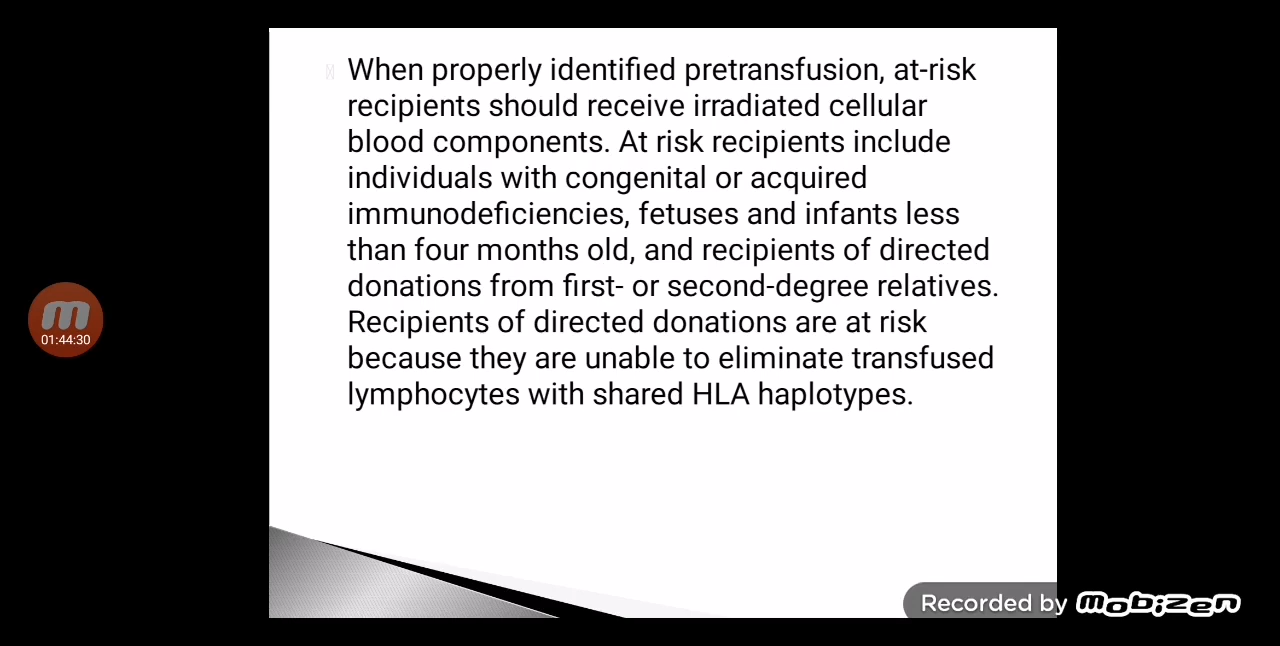 When properly identified pretransfusion, at-risk
recipients should receive irradiated cellular
blood components. At risk recipients include
individuals with congenital or acquired
immunodeficiencies, fetuses and infants less
than four months old, and recipients of directed
donations from first- or second-degree relatives.
Recipients of directed donations are at risk
because they are unable to eliminate transfused
lymphocytes with shared HLA haplotypes.
m
01:44:30
Recorded by mobizen